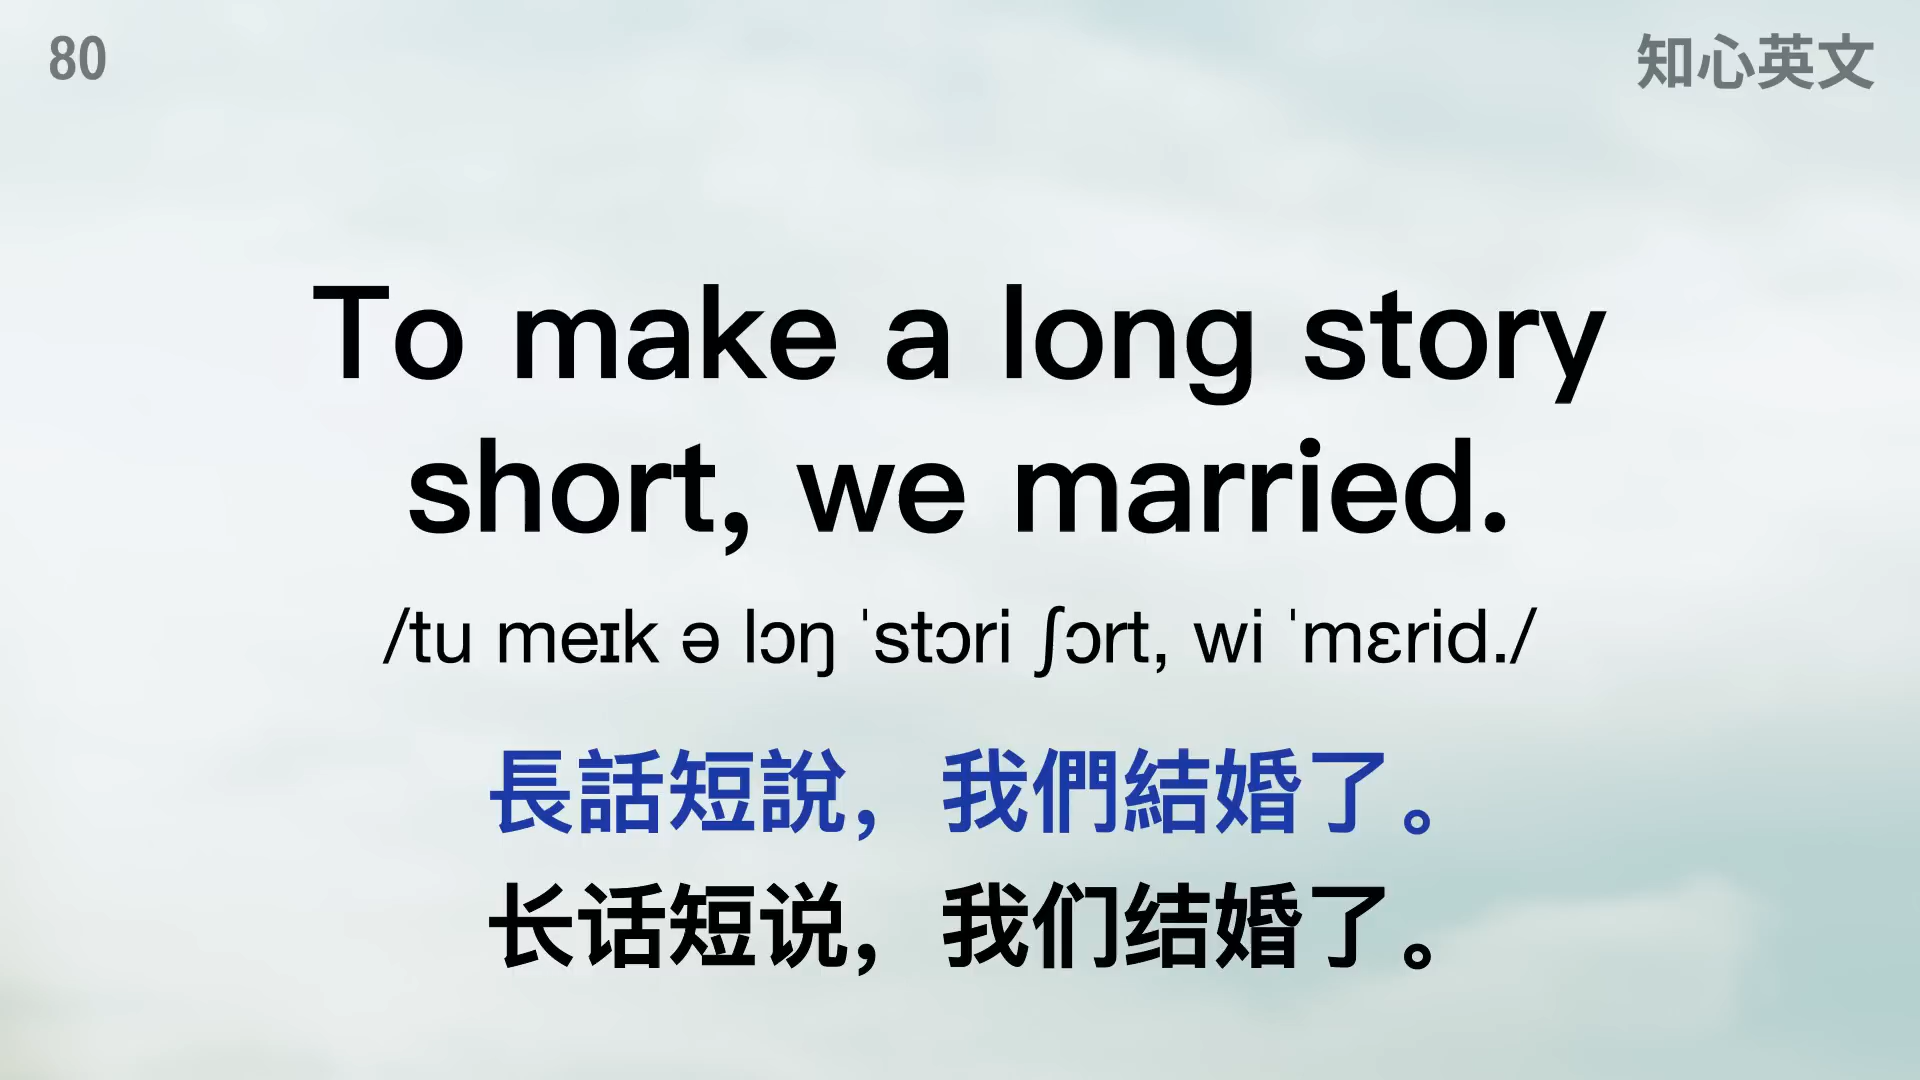 80
知心英文
To make a long story
short, we married.
/tu meɪk ə lɔŋ ˈstɔri ʃɔrt, wi ˈmɛrid./
長話短說，我們結婚了。
长话短说，我们结婚了。